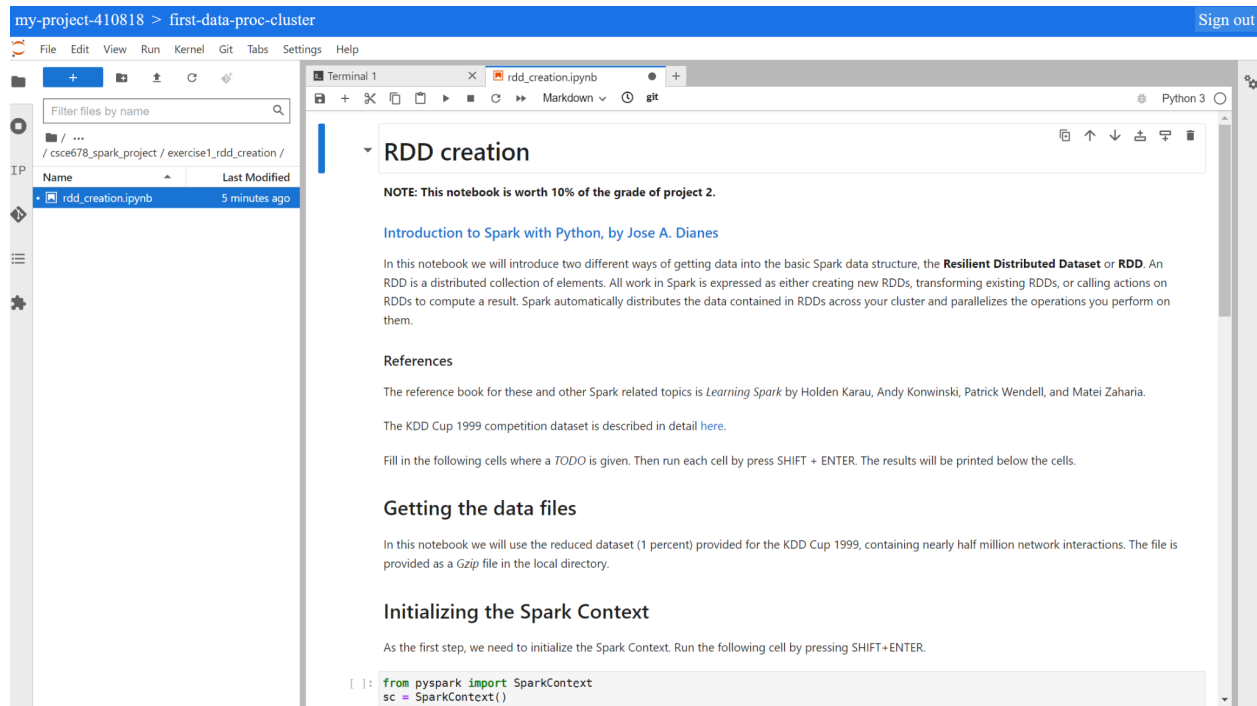 my-project-410818 > first-data-proc-cluster
Sign out
File Edit View Run Kernel Git Tabs Settings Help
Filter files by name
/ ...
/ csce678_spark_project / exercise1_rdd_creation /
Name Last Modified
rdd_creation.ipynb 5 minutes ago
IP
Terminal 1
rdd_creation.ipynb
Markdown
git
Python 3
RDD creation
NOTE: This notebook is worth 10% of the grade of project 2.
Introduction to Spark with Python, by Jose A. Dianes
In this notebook we will introduce two different ways of getting data into the basic Spark data structure, the Resilient Distributed Dataset or RDD. An
RDD is a distributed collection of elements. All work in Spark is expressed as either creating new RDDs, transforming existing RDDs, or calling actions on
RDDs to compute a result. Spark automatically distributes the data contained in RDDs across your cluster and parallelizes the operations you perform on
them.
References
The reference book for these and other Spark related topics is Learning Spark by Holden Karau, Andy Konwinski, Patrick Wendell, and Matei Zaharia.
The KDD Cup 1999 competition dataset is described in detail here.
Fill in the following cells where a TODO is given. Then run each cell by press SHIFT + ENTER. The results will be printed below the cells.
Getting the data files
In this notebook we will use the reduced dataset (1 percent) provided for the KDD Cup 1999, containing nearly half million network interactions. The file is
provided as a Gzip file in the local directory.
Initializing the Spark Context
As the first step, we need to initialize the Spark Context. Run the following cell by pressing SHIFT+ENTER.
[ ]: from pyspark import SparkContext
sc = SparkContext()